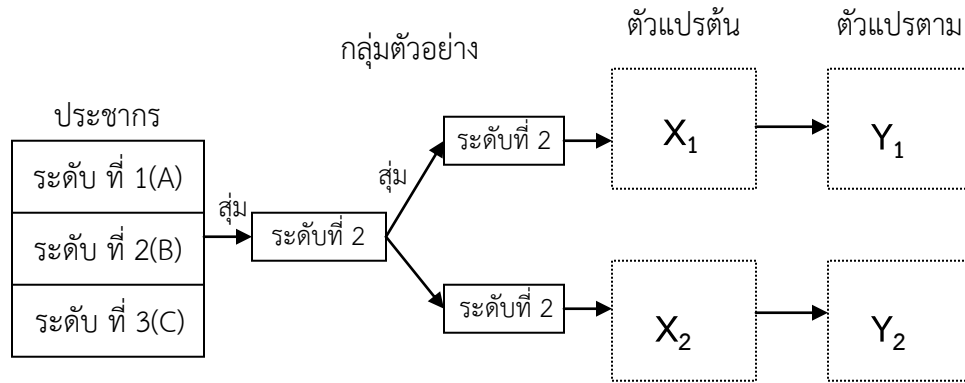 ตัวแปรต้น
ตัวแปรตาม
กลุ่มตัวอย่าง
ประชากร
ระดับ ที่ 1(A)
ระดับ ที่ 2(B)
ระดับ ที่ 3(C)
สุ่ม
ระดับที่ 2
สุ่ม
ระดับที่ 2
X₁
Y₁
ระดับที่ 2
X₂
Y₂